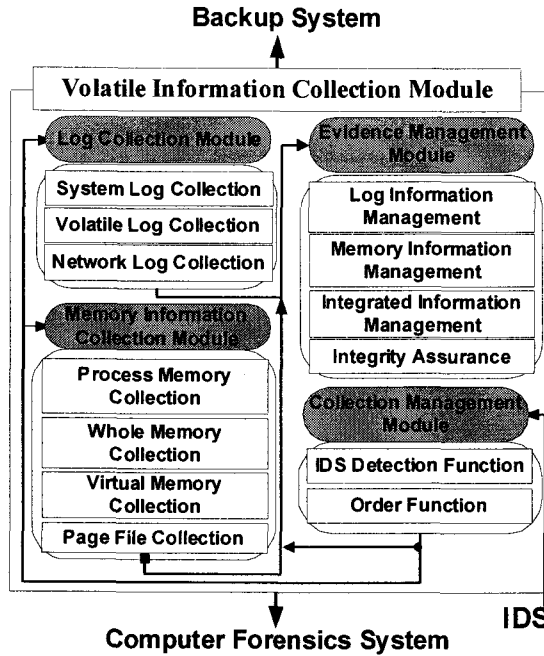 Backup System
Volatile Information Collection Module
Log Collection Module
System Log Collection
Volatile Log Collection
Network Log Collection
Memory Information
Collection Module
Process Memory
Collection
Whole Memory
Collection
Virtual Memory
Collection
Page File Collection
Evidence Management
Module
Log Information
Management
Memory Information
Management
Integrated Information
Management
Integrity Assurance
Collection Management
Module
IDS Detection Function
Order Function
IDS
Computer Forensics System